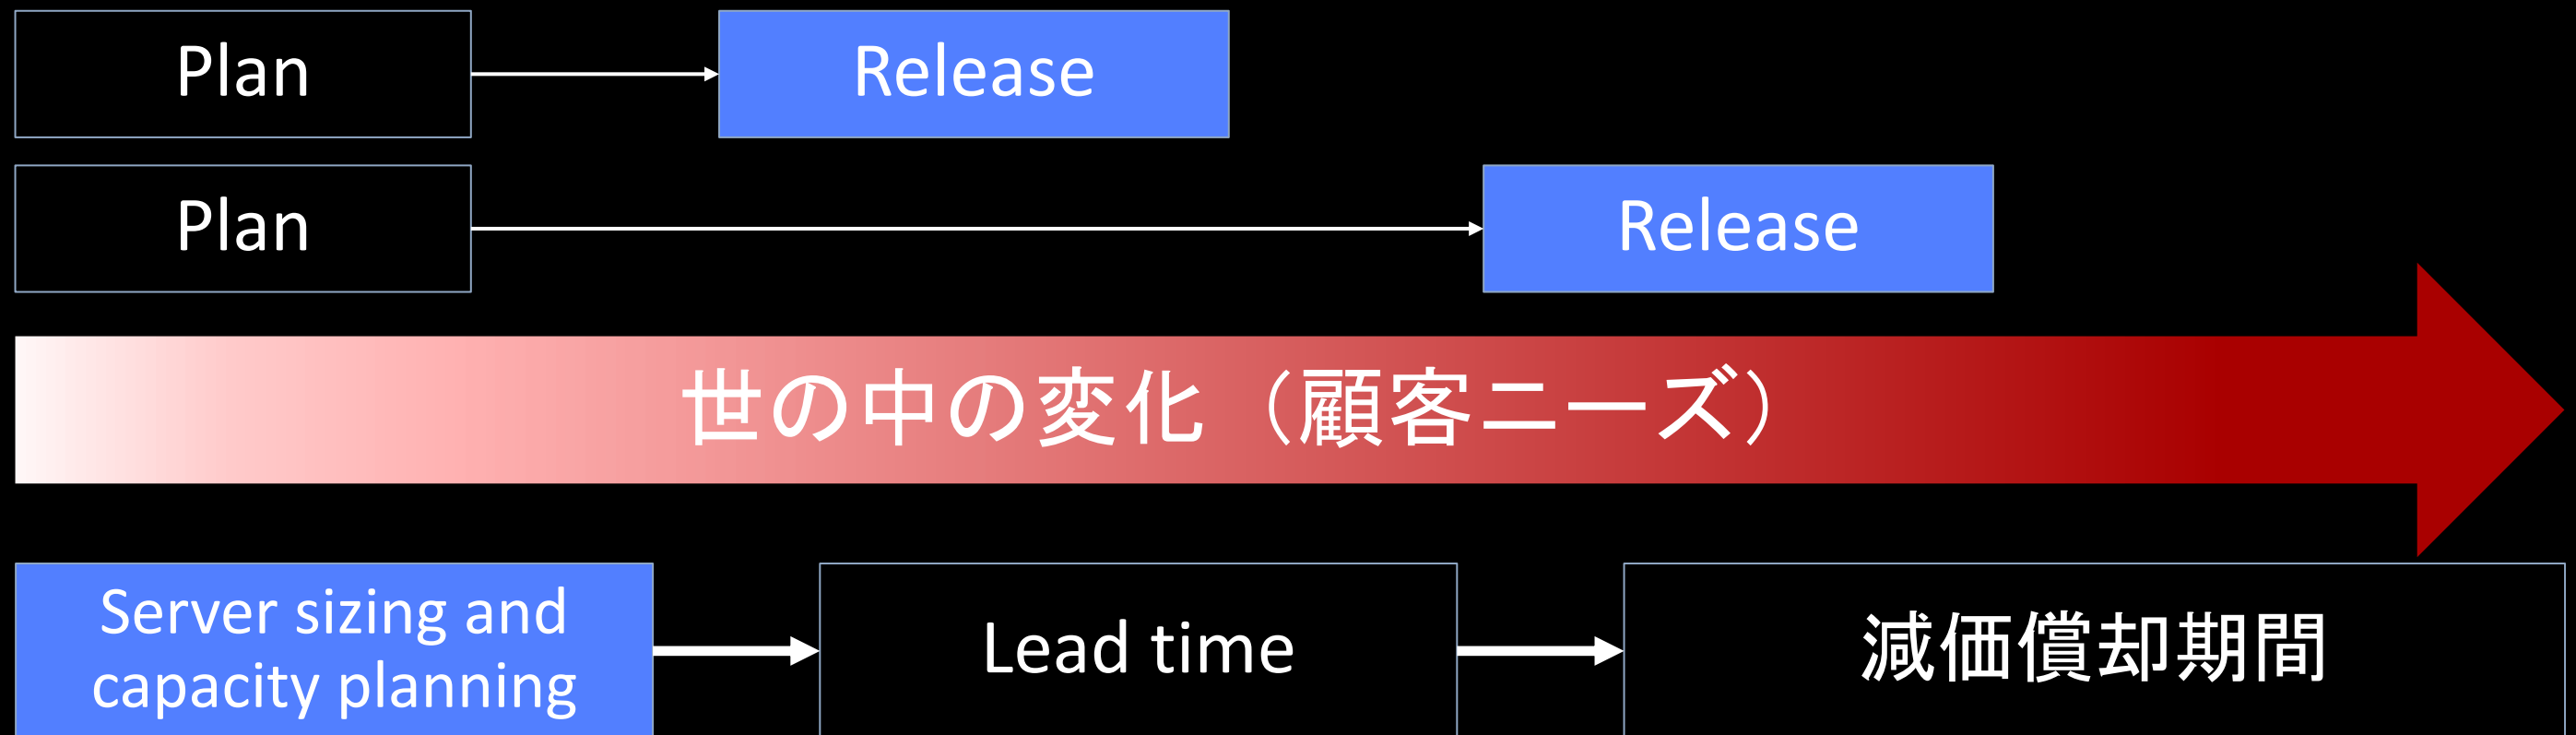 Plan
Release
Plan
Release
世の中の変化（顧客ニーズ）
Server sizing and
capacity planning
Lead time
減価償却期間